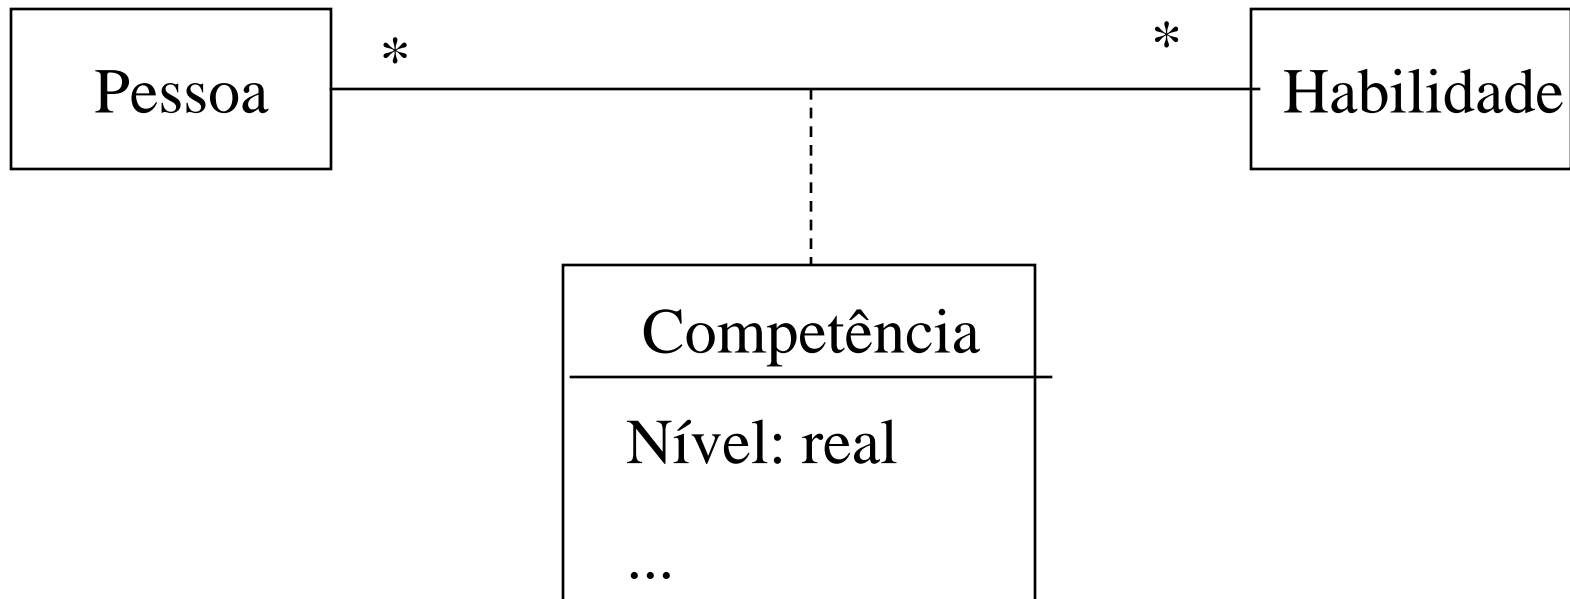 *
*
Pessoa
Habilidade
Competência
Nível: real
...